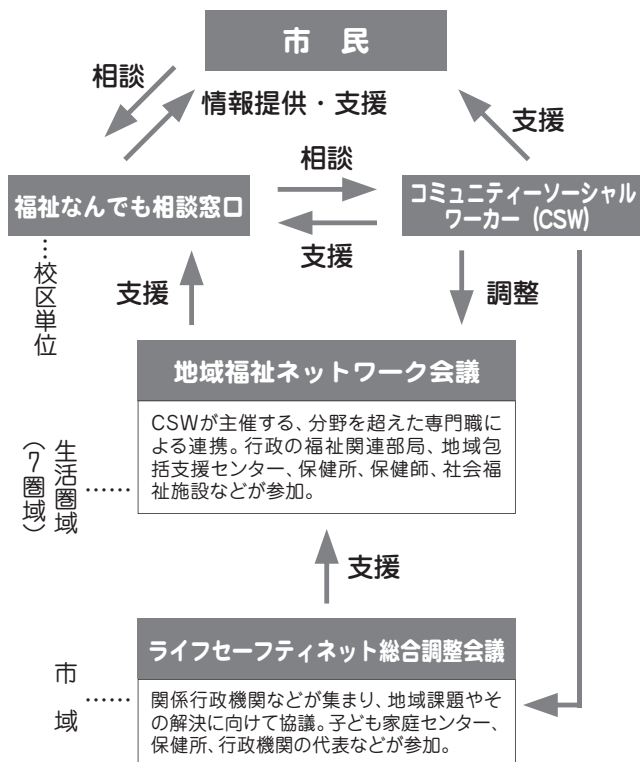 市　民
相談
情報提供・支援
支援
相談
福祉なんでも相談窓口
コミュニティーソーシャル
ワーカー（CSW）
支援
…校区単位
支援
調整
地域福祉ネットワーク会議
CSWが主催する、分野を超えた専門職に
よる連携。行政の福祉関連部局、地域包
括支援センター、保健所、保健師、社会福
祉施設などが参加。
生活圏域
（7圏域）
……
支援
ライフセーフティネット総合調整会議
市　域
……
関係行政機関などが集まり、地域課題やそ
の解決に向けて協議。子ども家庭センター、
保健所、行政機関の代表などが参加。